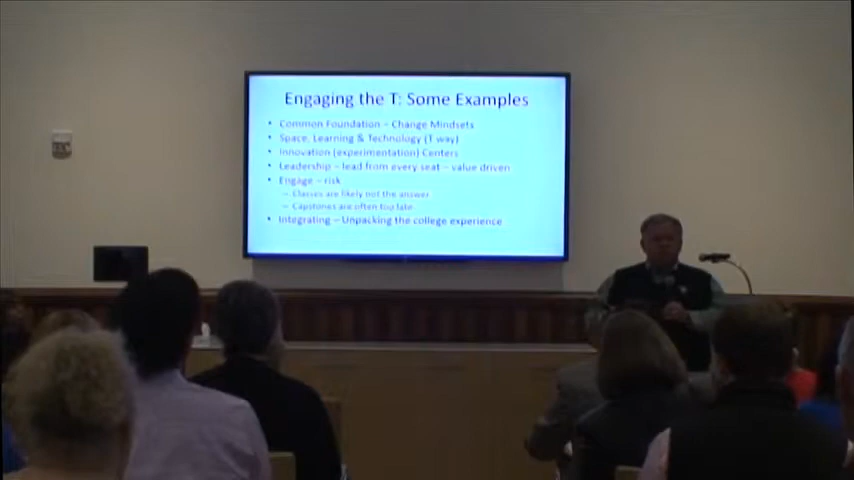 Engaging the T: Some Examples
• Common Foundation – Change Mindsets
• Space, Learning & Technology (T way)
• Innovation (experimentation) Centers
• Leadership – lead from every seat – value driven
• Engage – risk
– Classes are likely not the answer
– Capstones are often too late
• Integrating – Unpacking the college experience